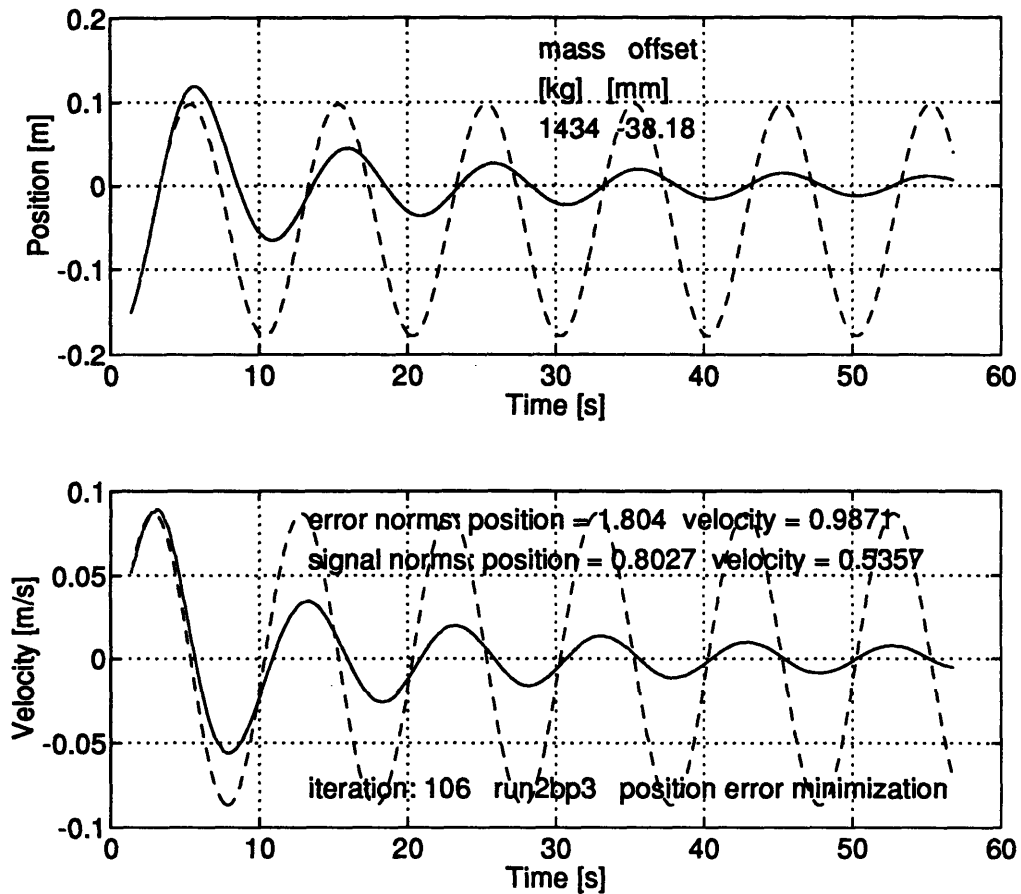 0.2
0.1
0
-0.1
-0.2
Position [m]
mass offset
[kg] [mm]
1434 -38.18
0 10 20 30 40 50 60
Time [s]
0.1
0.05
0
-0.05
-0.1
Velocity [m/s]
error norms: position = 1.804 velocity = 0.9871
signal norms: position = 0.8027 velocity = 0.5357
iteration: 106 run2bp3 position error minimization
0 10 20 30 40 50 60
Time [s]